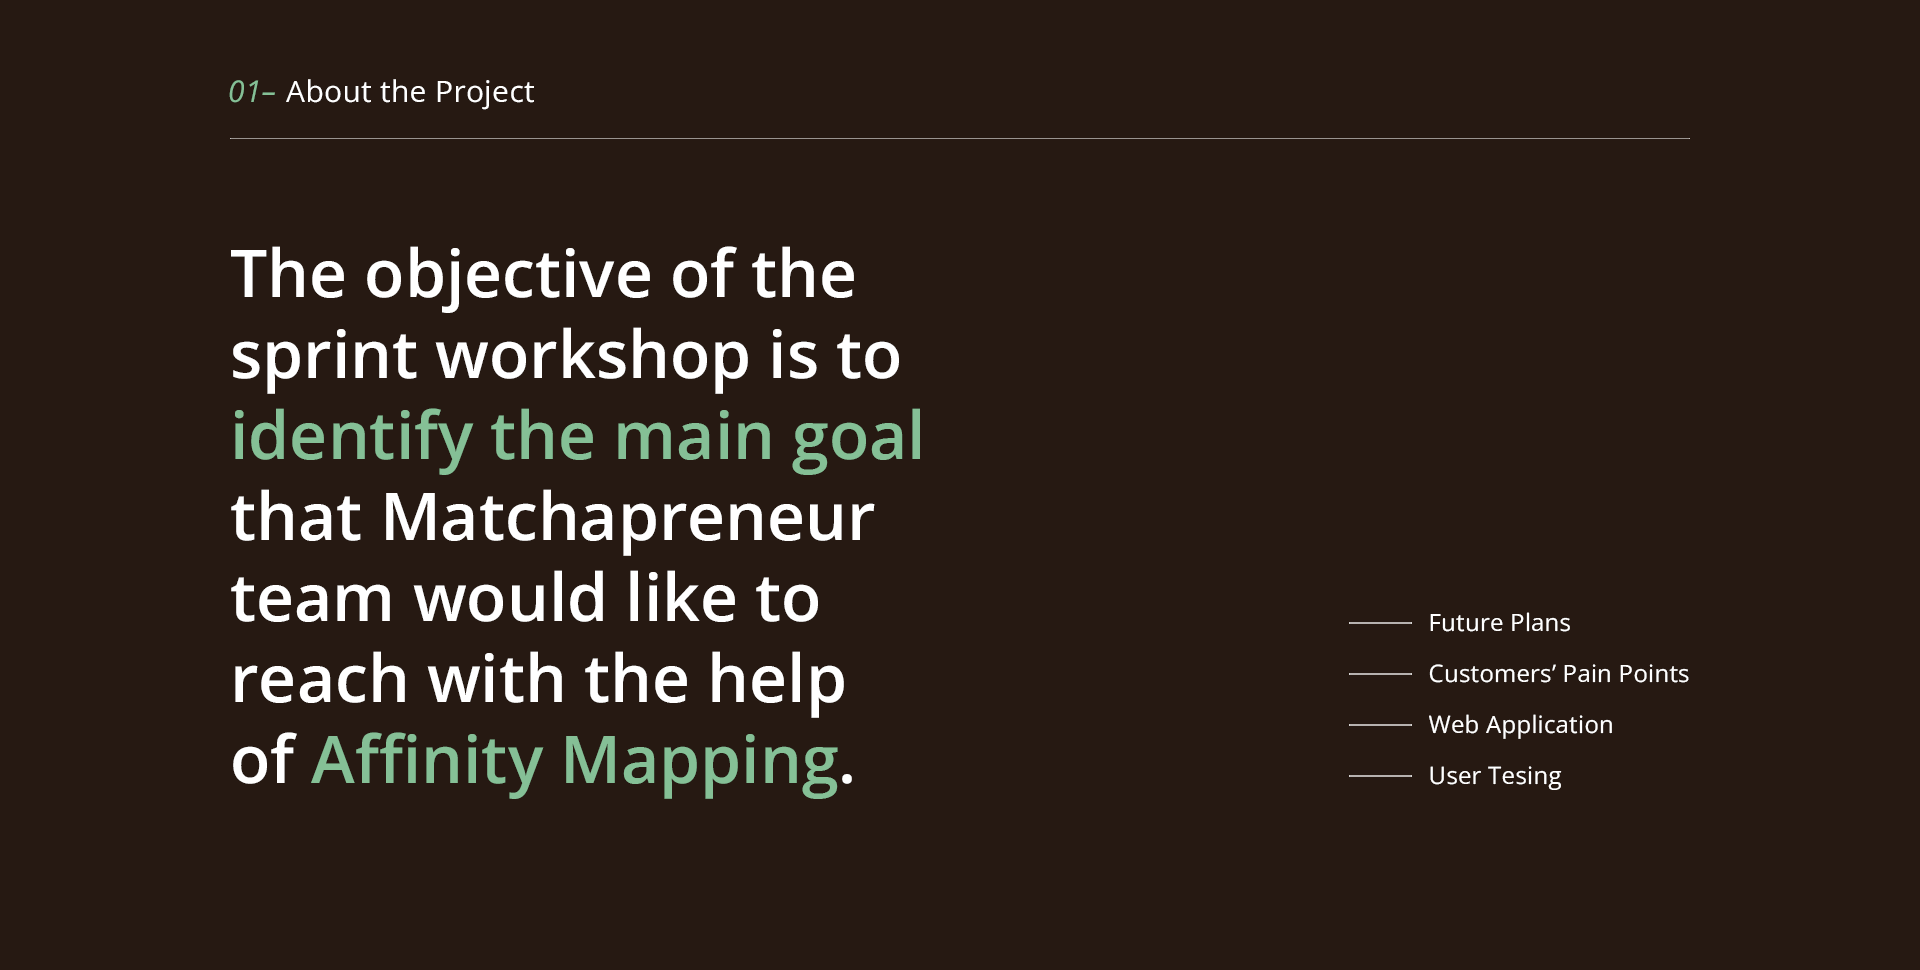 01– About the Project
The objective of the
sprint workshop is to
identify the main goal
that Matchapreneur
team would like to
reach with the help
of Affinity Mapping.
Future Plans
Customers’ Pain Points
Web Application
User Tesing